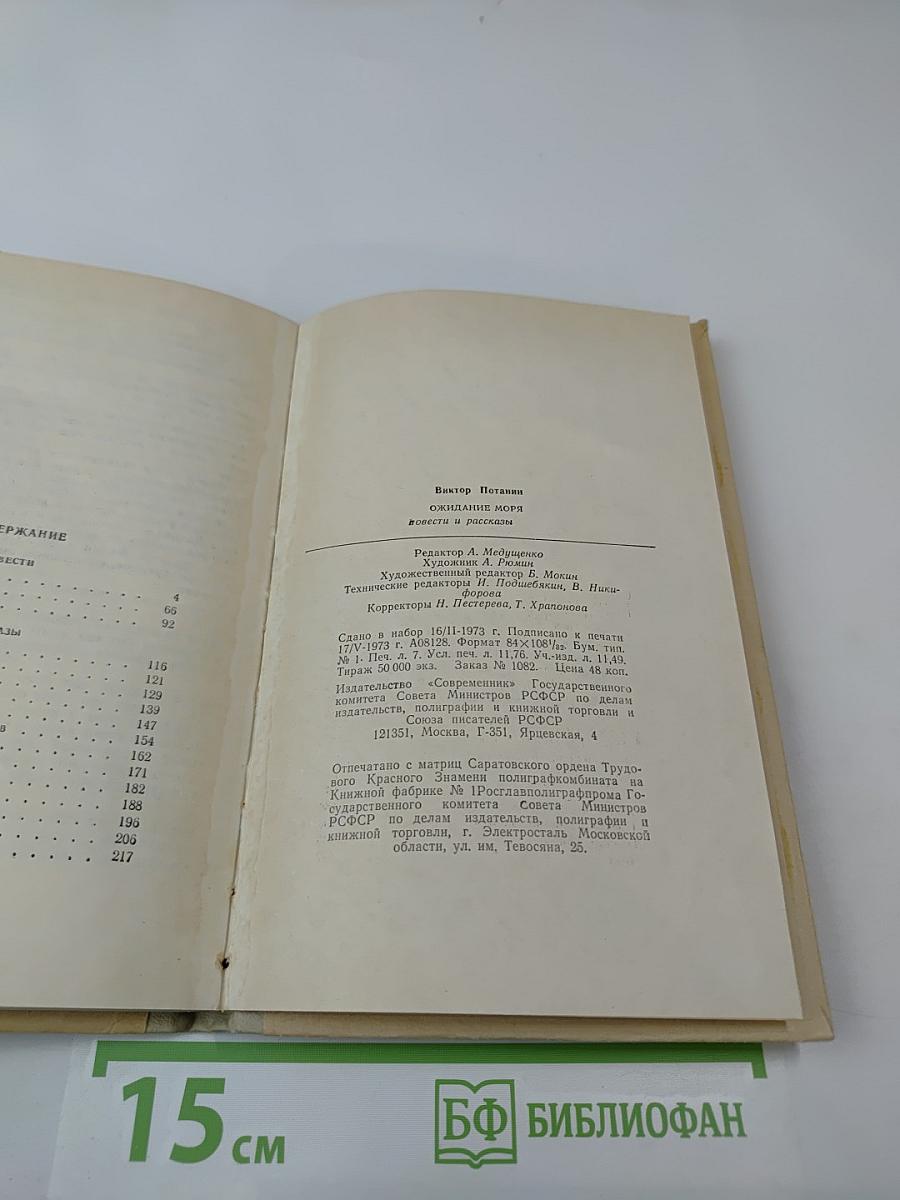 ЕРЖАНИЕ
ВЕСТИ
4
66
92
АЗЫ
116
121
129
139
147
в 154
162
171
182
188
196
206
217
Виктор Потанин
ОЖИДАНИЕ МОРЯ
повести и рассказы
Редактор А. Медущенко
Художник А. Рюмин
Художественный редактор Б. Мокин
Технические редакторы И. Подшебякин, В. Ники-
форова
Корректоры Н. Пестерева, Т. Храпонова
Сдано в набор 16/II-1973 г. Подписано к печати
17/V-1973 г. А08128. Формат 84×108¹/₃₂. Бум. тип.
№ 1. Печ. л. 7. Усл. печ. л. 11,76. Уч.-изд. л. 11,49.
Тираж 50 000 экз. Заказ № 1082. Цена 48 коп.
Издательство «Современник» Государственного
комитета Совета Министров РСФСР по делам
издательств, полиграфии и книжной торговли и
Союза писателей РСФСР
121351, Москва, Г-351, Ярцевская, 4
Отпечатано с матриц Саратовского ордена Трудо-
вого Красного Знамени полиграфкомбината на
Книжной фабрике № 1Росглавполиграфпрома Го-
сударственного комитета Совета Министров
РСФСР по делам издательств, полиграфии и
книжной торговли, г. Электросталь Московской
области, ул. им, Тевосяна, 25.
15 см
БФ БИБЛИОФАН